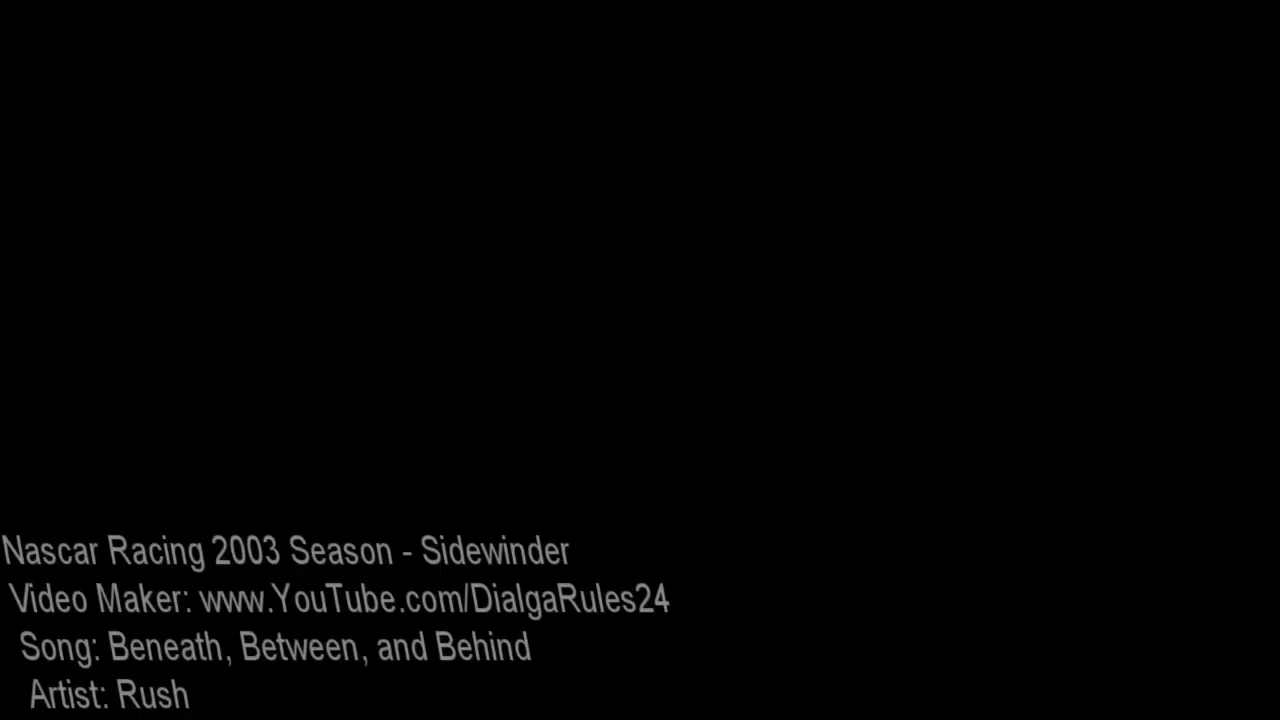 Nascar Racing 2003 Season - Sidewinder
Video Maker: www.YouTube.com/DialgaRules24
Song: Beneath, Between, and Behind
Artist: Rush